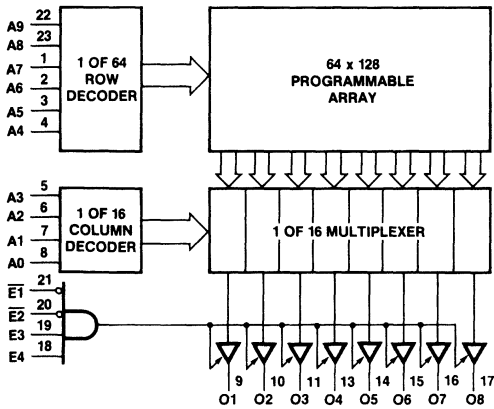 A9 22
A8 23
A7 1
A6 2
A5 3
A4 4
1 OF 64
ROW
DECODER
64 x 128
PROGRAMMABLE
ARRAY
A3 5
A2 6
A1 7
A0 8
1 OF 16
COLUMN
DECODER
1 OF 16 MULTIPLEXER
E̅1̅ 21
E̅2̅ 20
E3 19
E4 18
9 10 11 13 14 15 16 17
O1 O2 O3 O4 O5 O6 O7 O8